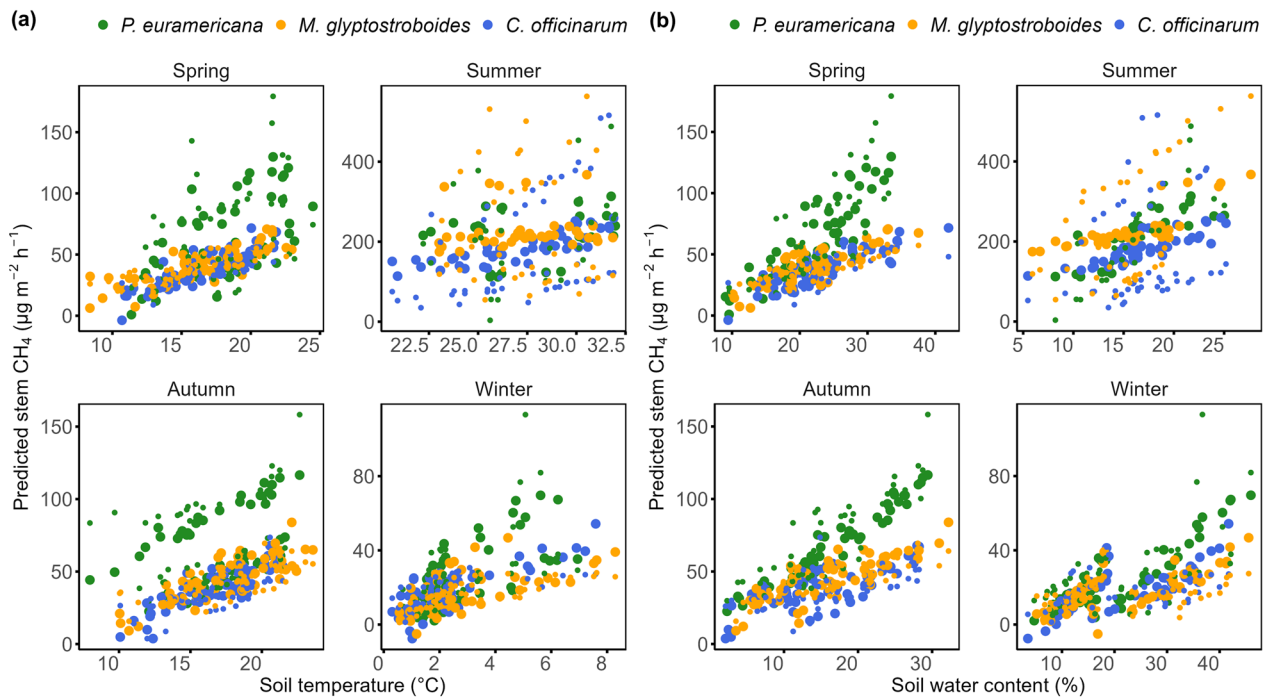 (a) P. euramericana M. glyptostroboides C. officinarum
(b) P. euramericana M. glyptostroboides C. officinarum
Spring
Summer
Spring
Summer
Predicted stem CH₄ (µg m⁻² h⁻¹)
150
100
50
0
400
200
0
10 15 20 25
22.5 25.0 27.5 30.0 32.5
Predicted stem CH₄ (µg m⁻² h⁻¹)
150
100
50
0
400
200
0
10 20 30 40
5 10 15 20 25
Autumn
Winter
Autumn
Winter
150
100
50
0
80
40
0
10 15 20
0 2 4 6 8
Soil temperature (°C)
150
100
50
0
80
40
0
10 20 30
10 20 30 40
Soil water content (%)